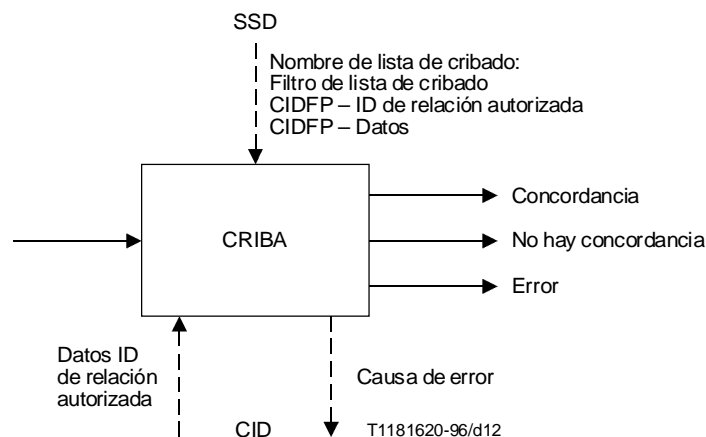 SSD
Nombre de lista de cribado:
Filtro de lista de cribado
CIDFP – ID de relación autorizada
CIDFP – Datos
CRIBA
Concordancia
No hay concordancia
Error
Datos ID
de relación
autorizada
Causa de error
CID
T1181620-96/d12